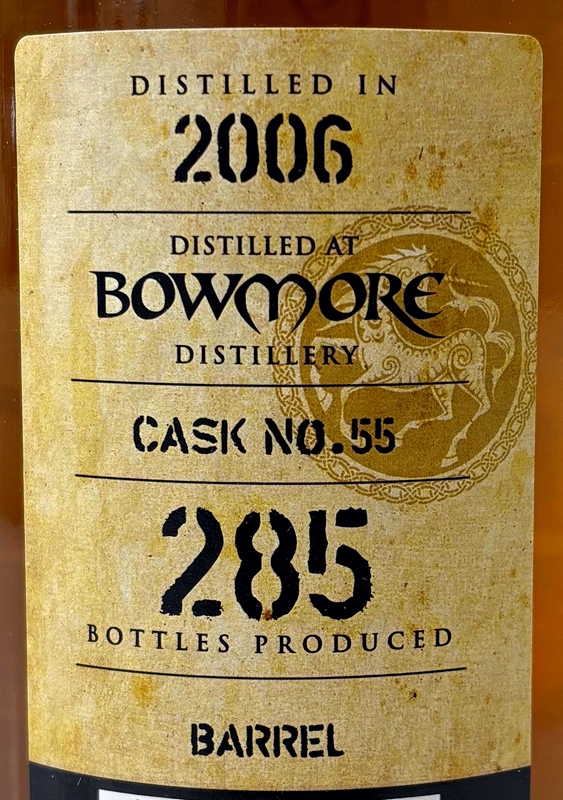 DISTILLED IN
2006
DISTILLED AT
BOWMORE
DISTILLERY
CASK NO.55
285
BOTTLES PRODUCED
BARREL